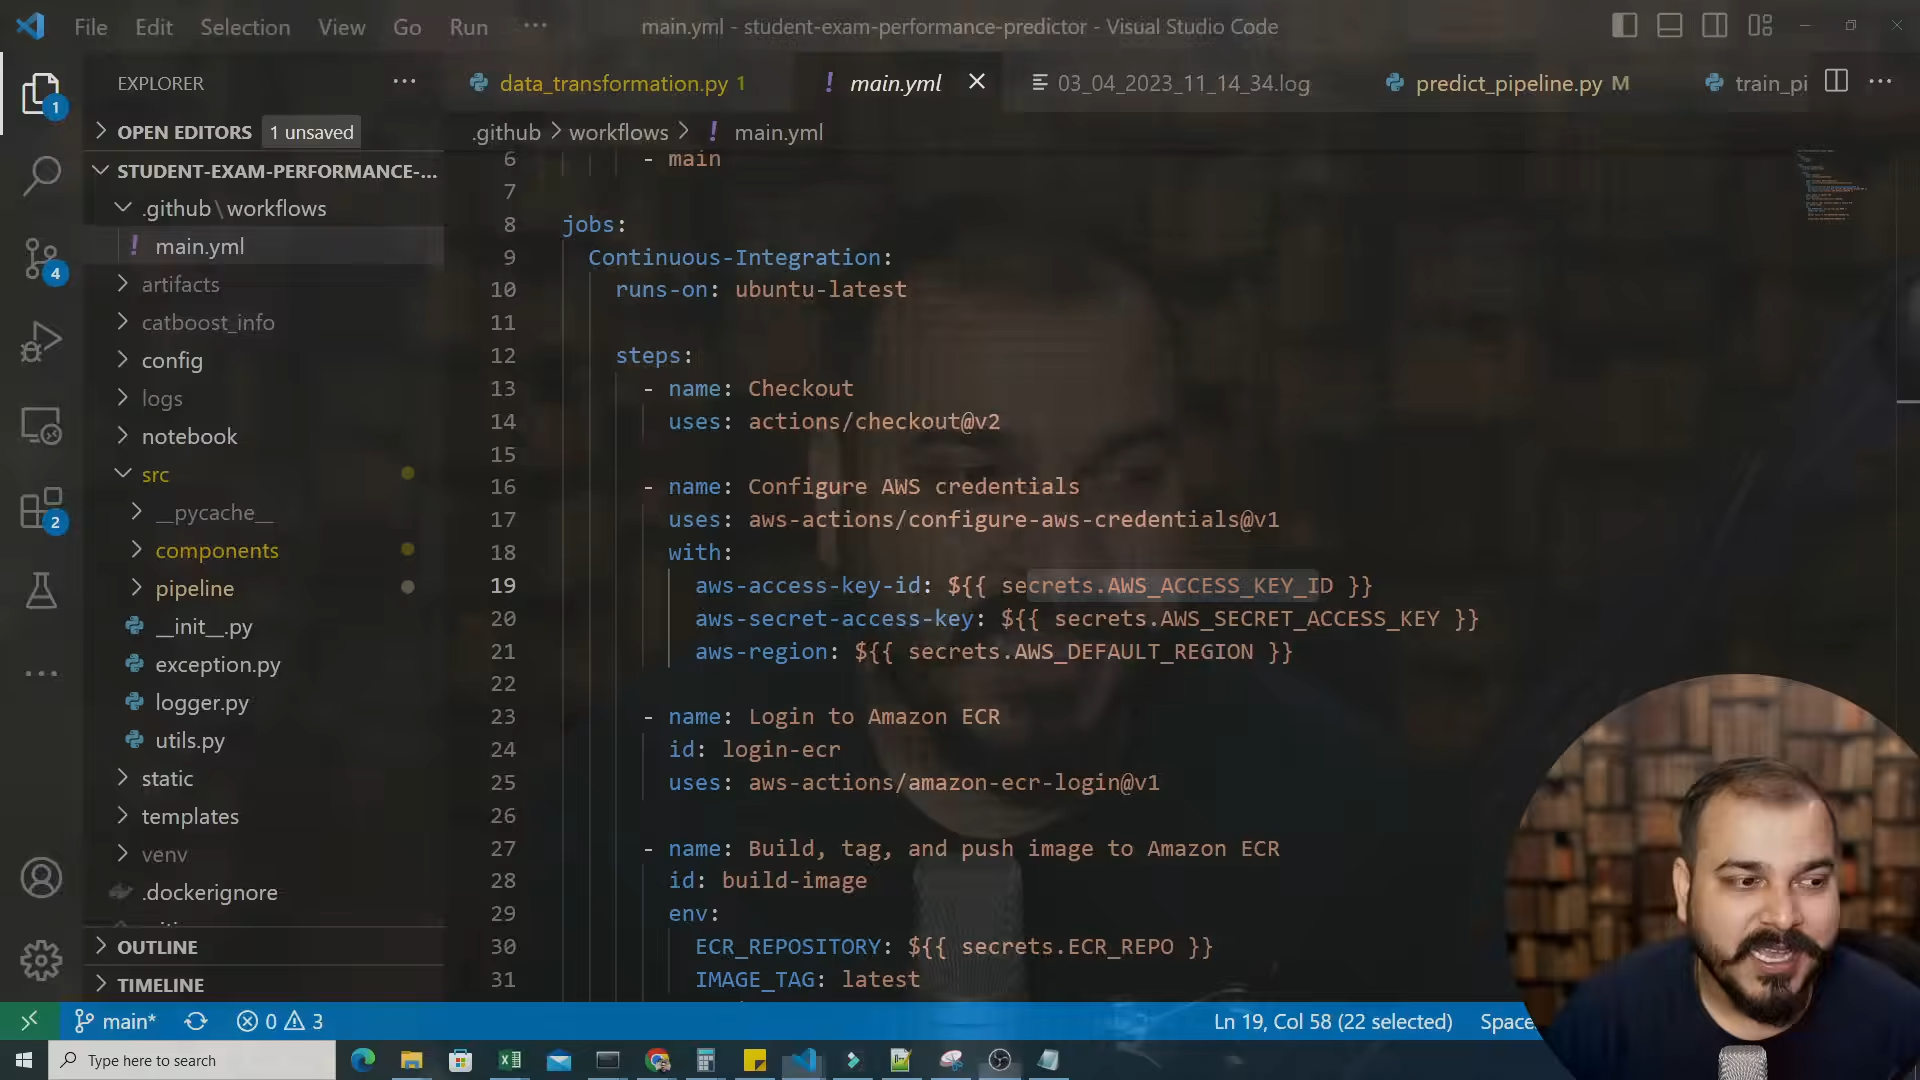 File Edit Selection View Go Run ··· main.yml - student-exam-performance-predictor - Visual Studio Code
EXPLORER ···
data_transformation.py 1
! main.yml
03_04_2023_11_14_34.log
predict_pipeline.py M
train_pi
···
.github > workflows > ! main.yml
1
4
2
OPEN EDITORS 1 unsaved
STUDENT-EXAM-PERFORMANCE-...
.github\workflows
! main.yml
artifacts
catboost_info
config
logs
notebook
src
__pycache__
components
pipeline
__init__.py
exception.py
logger.py
utils.py
static
templates
venv
.dockerignore
OUTLINE
TIMELINE
6 - main
7
8 jobs:
9 Continuous-Integration:
10 runs-on: ubuntu-latest
11
12 steps:
13 - name: Checkout
14 uses: actions/checkout@v2
15
16 - name: Configure AWS credentials
17 uses: aws-actions/configure-aws-credentials@v1
18 with:
19 aws-access-key-id: ${{ secrets.AWS_ACCESS_KEY_ID }}
20 aws-secret-access-key: ${{ secrets.AWS_SECRET_ACCESS_KEY }}
21 aws-region: ${{ secrets.AWS_DEFAULT_REGION }}
22
23 - name: Login to Amazon ECR
24 id: login-ecr
25 uses: aws-actions/amazon-ecr-login@v1
26
27 - name: Build, tag, and push image to Amazon ECR
28 id: build-image
29 env:
30 ECR_REPOSITORY: ${{ secrets.ECR_REPO }}
31 IMAGE_TAG: latest
main* 0 3 Ln 19, Col 58 (22 selected) Space
Type here to search